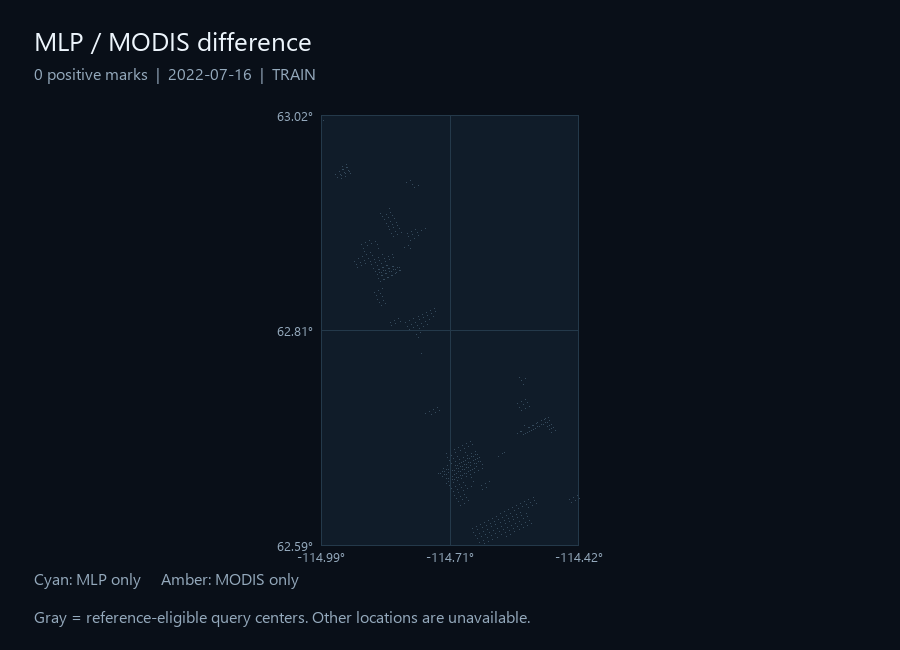 MLP / MODIS difference
0 positive marks | 2022-07-16 | TRAIN
63.02°
62.81°
62.59°
-114.99° -114.71° -114.42°
Cyan: MLP only Amber: MODIS only
Gray = reference-eligible query centers. Other locations are unavailable.